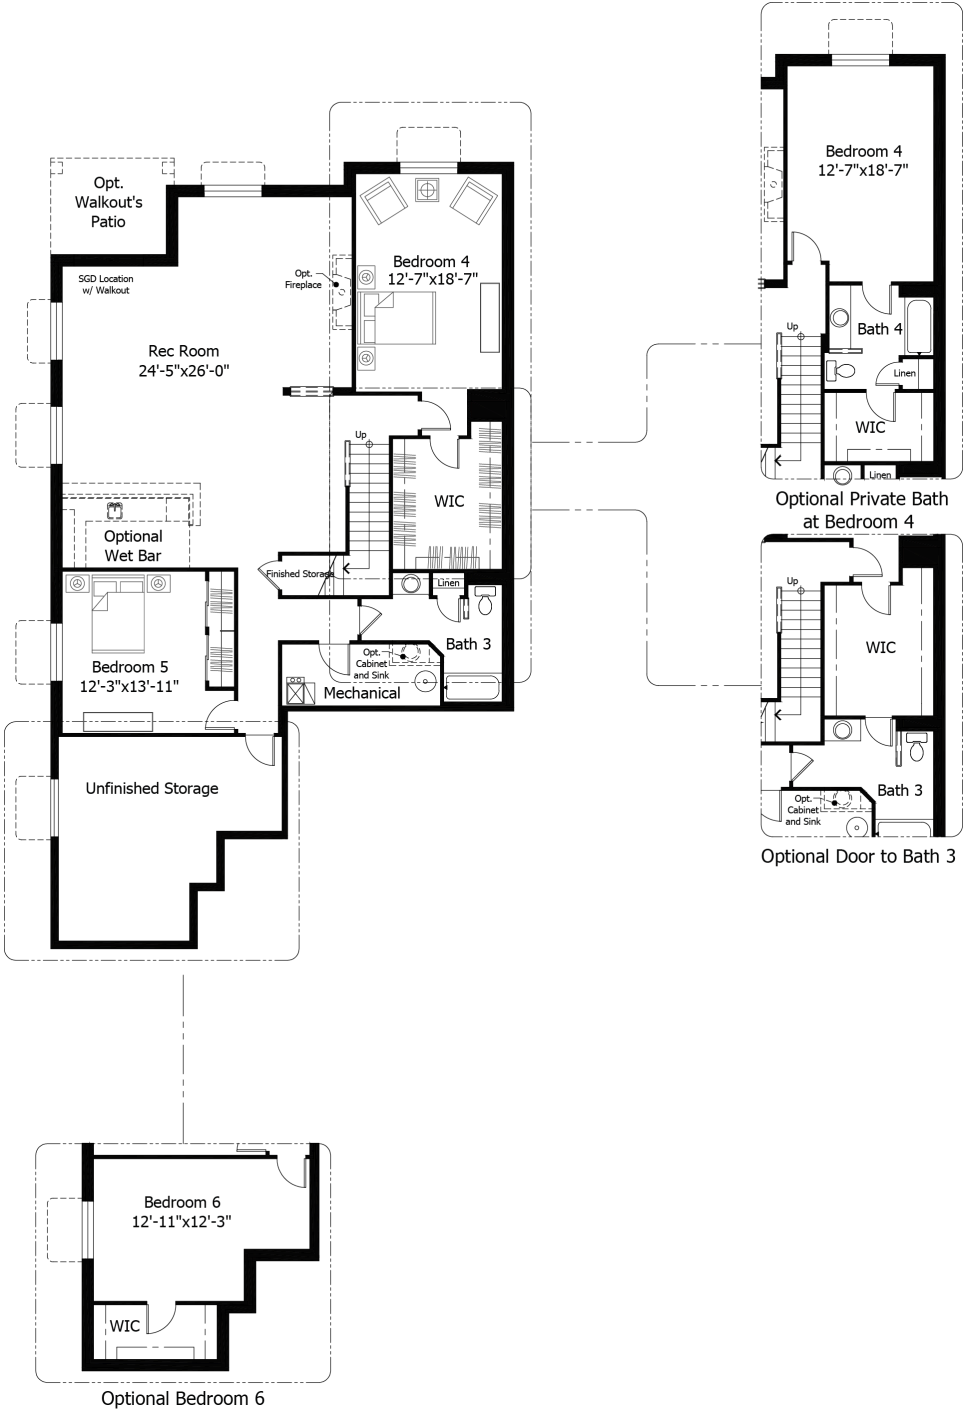 Opt.
Walkout's
Patio
SGD Location
w/ Walkout
Opt.
Fireplace
Bedroom 4
12'-7"x18'-7"
Rec Room
24'-5"x26'-0"
Up
WIC
Optional
Wet Bar
Finished Storage
Linen
Bath 3
Opt.
Cabinet
and Sink
Mechanical
Bedroom 5
12'-3"x13'-11"
Unfinished Storage
Bedroom 4
12'-7"x18'-7"
Up
Bath 4
Linen
WIC
Linen
Optional Private Bath
at Bedroom 4
Up
WIC
Bath 3
Opt.
Cabinet
and Sink
Optional Door to Bath 3
Bedroom 6
12'-11"x12'-3"
WIC
Optional Bedroom 6